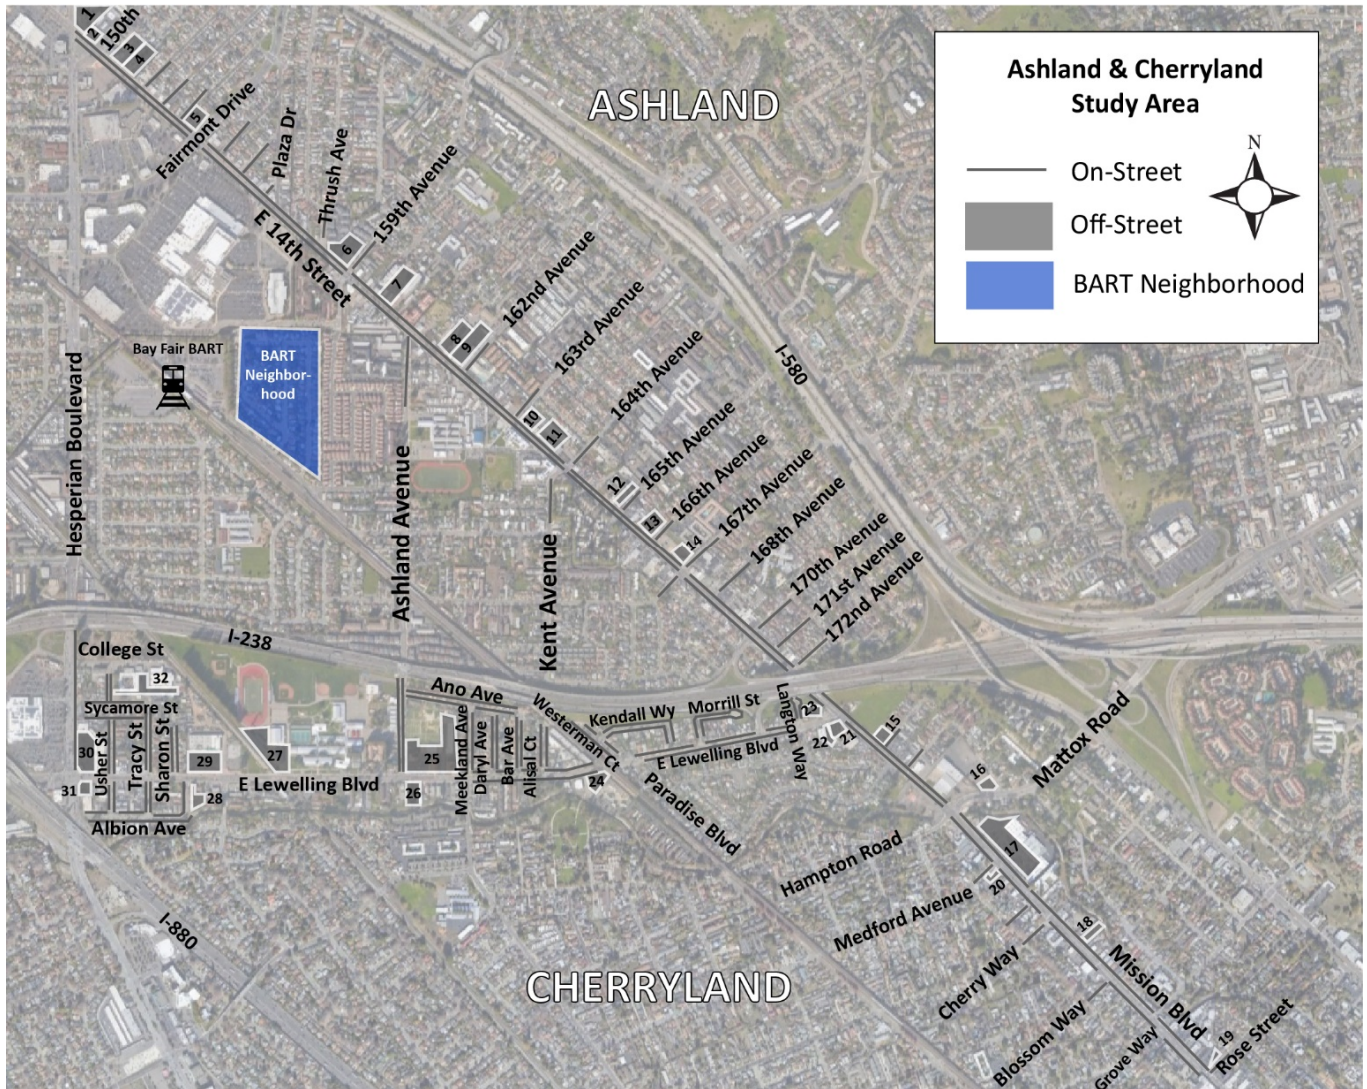 1
2
150th
3
4
5
Fairmont Drive
Plaza Dr
Thrush Ave
159th Avenue
6
7
E 14th Street
ASHLAND
Ashland & Cherryland
Study Area
N
On-Street
Off-Street
BART Neighborhood
162nd Avenue
8
9
163rd Avenue
164th Avenue
I-580
Bay Fair BART
BART
Neighbor-
hood
Hesperian Boulevard
10
11
12
165th Avenue
13
166th Avenue
14
167th Avenue
168th Avenue
170th Avenue
171st Avenue
172nd Avenue
Ashland Avenue
Kent Avenue
I-238
College St
32
Sycamore St
30
Usher St
Tracy St
Sharon St
29
27
31
28
Albion Ave
E Lewelling Blvd
Ano Ave
25
26
Meekland Ave
Daryl Ave
Bar Ave
Alisal Ct
Westerman Ct
24
Kendall Wy
Morrill St
E Lewelling Blvd
Langton Way
23
22
21
15
16
Mattox Road
Paradise Blvd
Hampton Road
17
Medford Avenue
20
18
Cherry Way
Mission Blvd
Blossom Way
Grove Way
19
Rose Street
I-880
CHERRYLAND